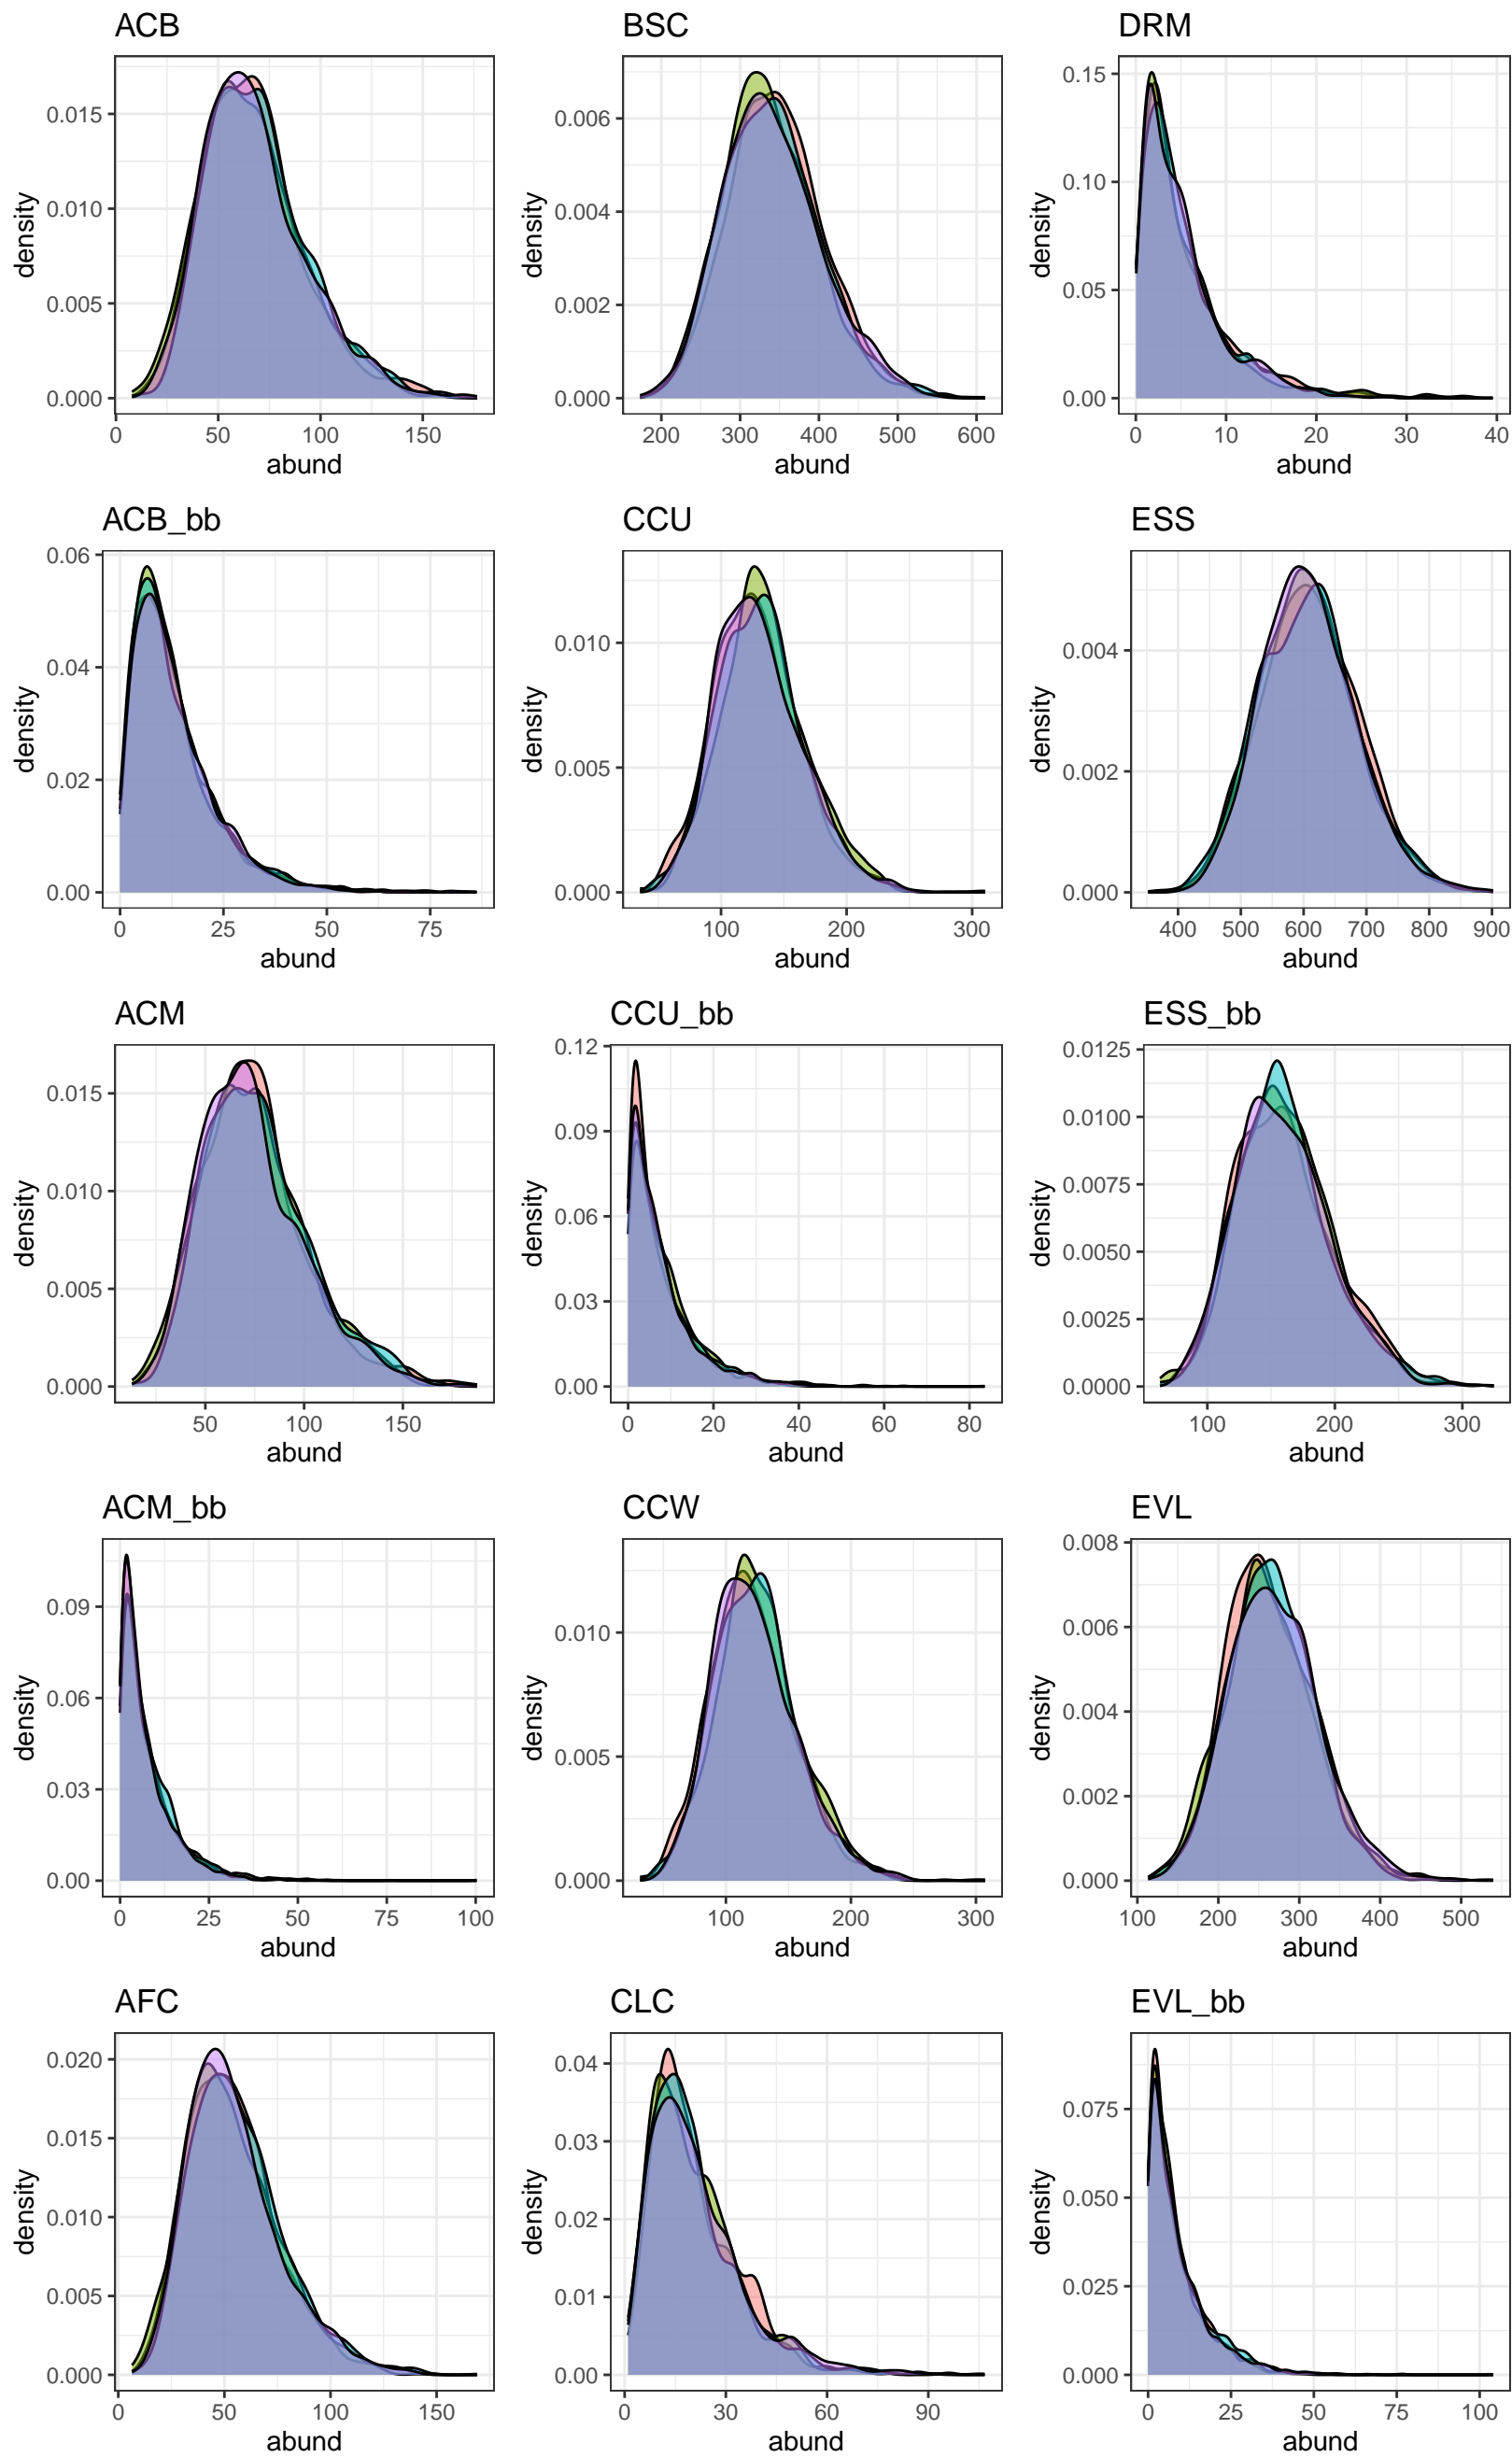 ACB BSC DRM
density 0.015 0.010 0.005 0.000 density 0.006 0.004 0.002 0.000 density 0.15 0.10 0.05 0.00
0 50 100 150 200 300 400 500 600 0 10 20 30 40
abund abund abund
ACB_bb CCU ESS
density 0.06 0.04 0.02 0.00 density 0.010 0.005 0.000 density 0.004 0.002 0.000
0 25 50 75 100 200 300 400 500 600 700 800 900
abund abund abund
ACM CCU_bb ESS_bb
density 0.015 0.010 0.005 0.000 density 0.12 0.09 0.06 0.03 0.00 density 0.0125 0.0100 0.0075 0.0050 0.0025 0.0000
50 100 150 0 20 40 60 80 100 200 300
abund abund abund
ACM_bb CCW EVL
density 0.09 0.06 0.03 0.00 density 0.010 0.005 0.000 density 0.008 0.006 0.004 0.002 0.000
0 25 50 75 100 100 200 300 100 200 300 400 500
abund abund abund
AFC CLC EVL_bb
density 0.020 0.015 0.010 0.005 0.000 density 0.04 0.03 0.02 0.01 0.00 density 0.075 0.050 0.025 0.000
0 50 100 150 0 30 60 90 0 25 50 75 100
abund abund abund